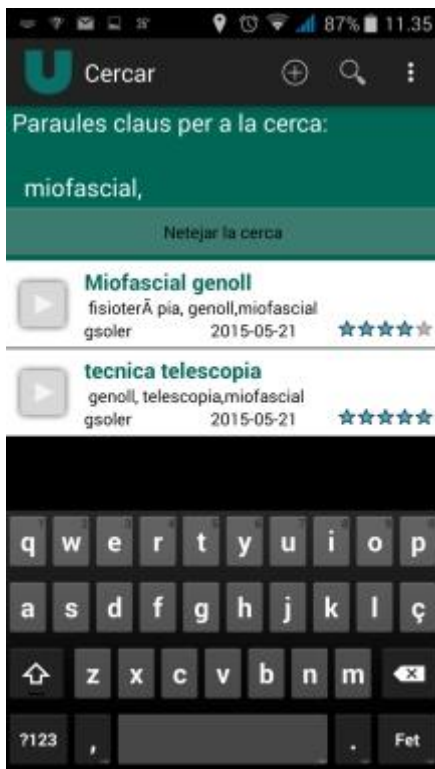 87% 11.35
U Cercar
Paraules claus per a la cerca:
miofascial,
Netejar la cerca
Miofascial genoll
fisioterÃ pia, genoll,miofascial
gsoler 2015-05-21
tecnica telescopia
genoll, telescopia,miofascial
gsoler 2015-05-21
q w e r t y u i o p
a s d f g h j k l ç
z x c v b n m
?123 , . Fet